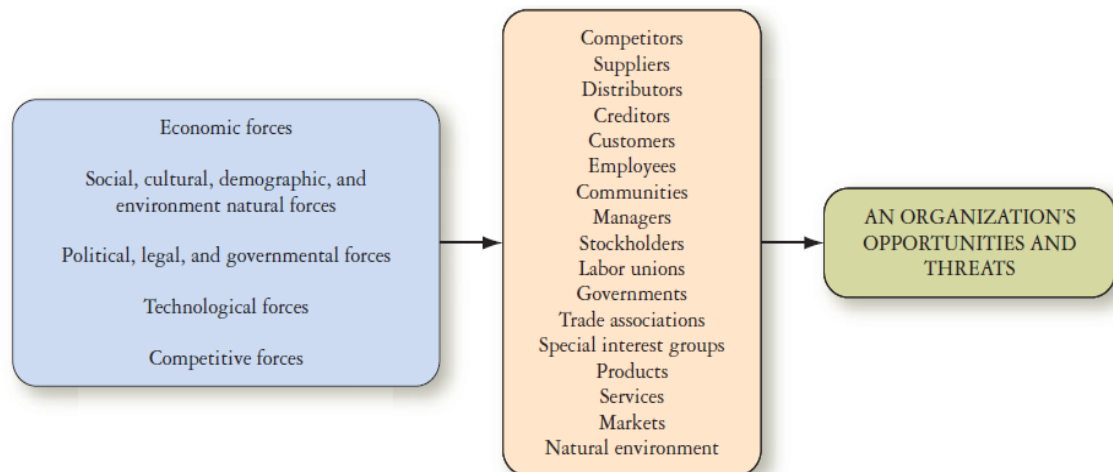 Economic forces
Social, cultural, demographic, and
environment natural forces
Political, legal, and governmental forces
Technological forces
Competitive forces
Competitors
Suppliers
Distributors
Creditors
Customers
Employees
Communities
Managers
Stockholders
Labor unions
Governments
Trade associations
Special interest groups
Products
Services
Markets
Natural environment
AN ORGANIZATION'S
OPPORTUNITIES AND
THREATS